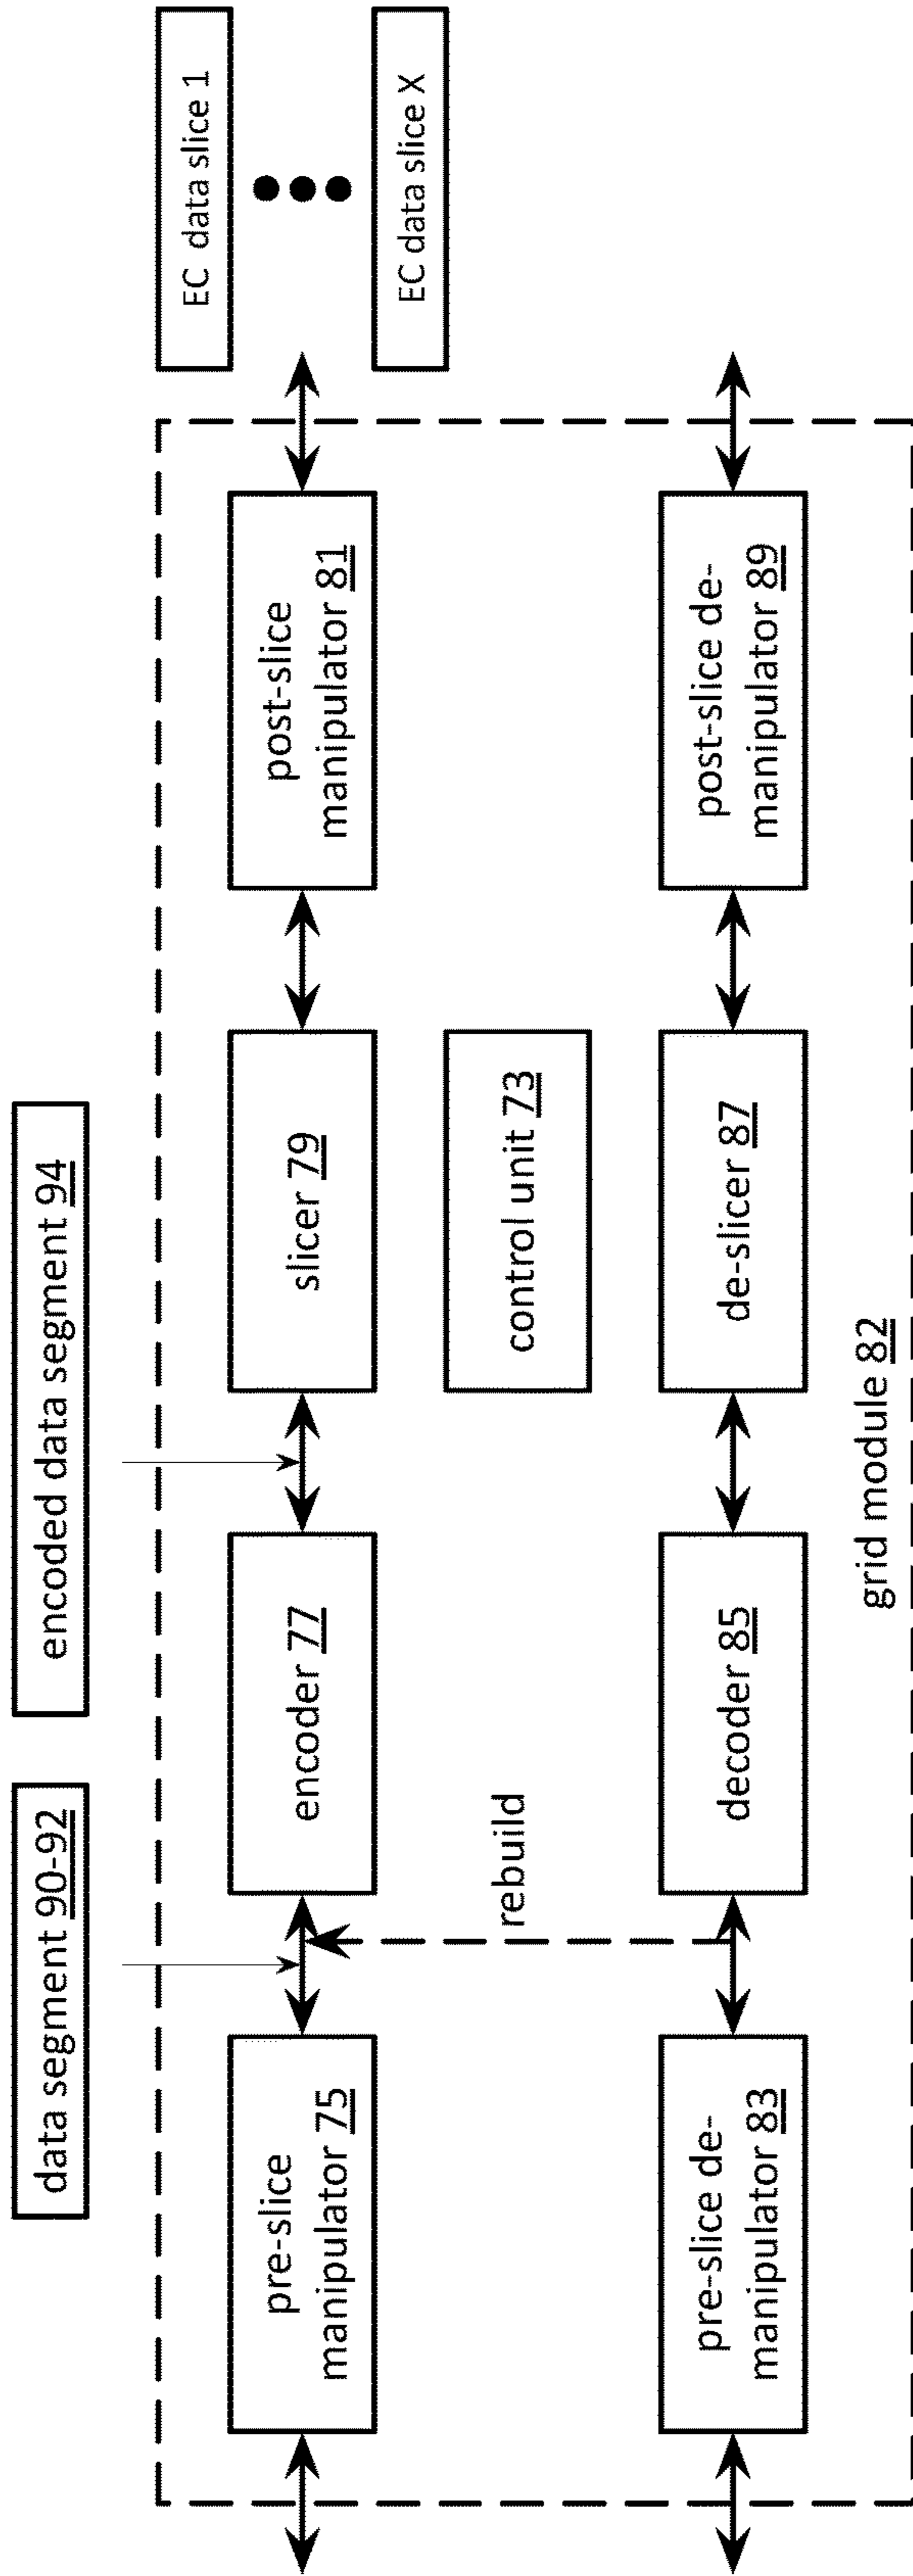 data segment 90-92
encoded data segment 94
pre-slice
manipulator 75
encoder 77
slicer 79
post-slice
manipulator 81
EC  data slice 1
EC data slice X
rebuild
control unit 73
pre-slice de-
manipulator 83
decoder 85
de-slicer 87
post-slice de-
manipulator 89
grid module 82